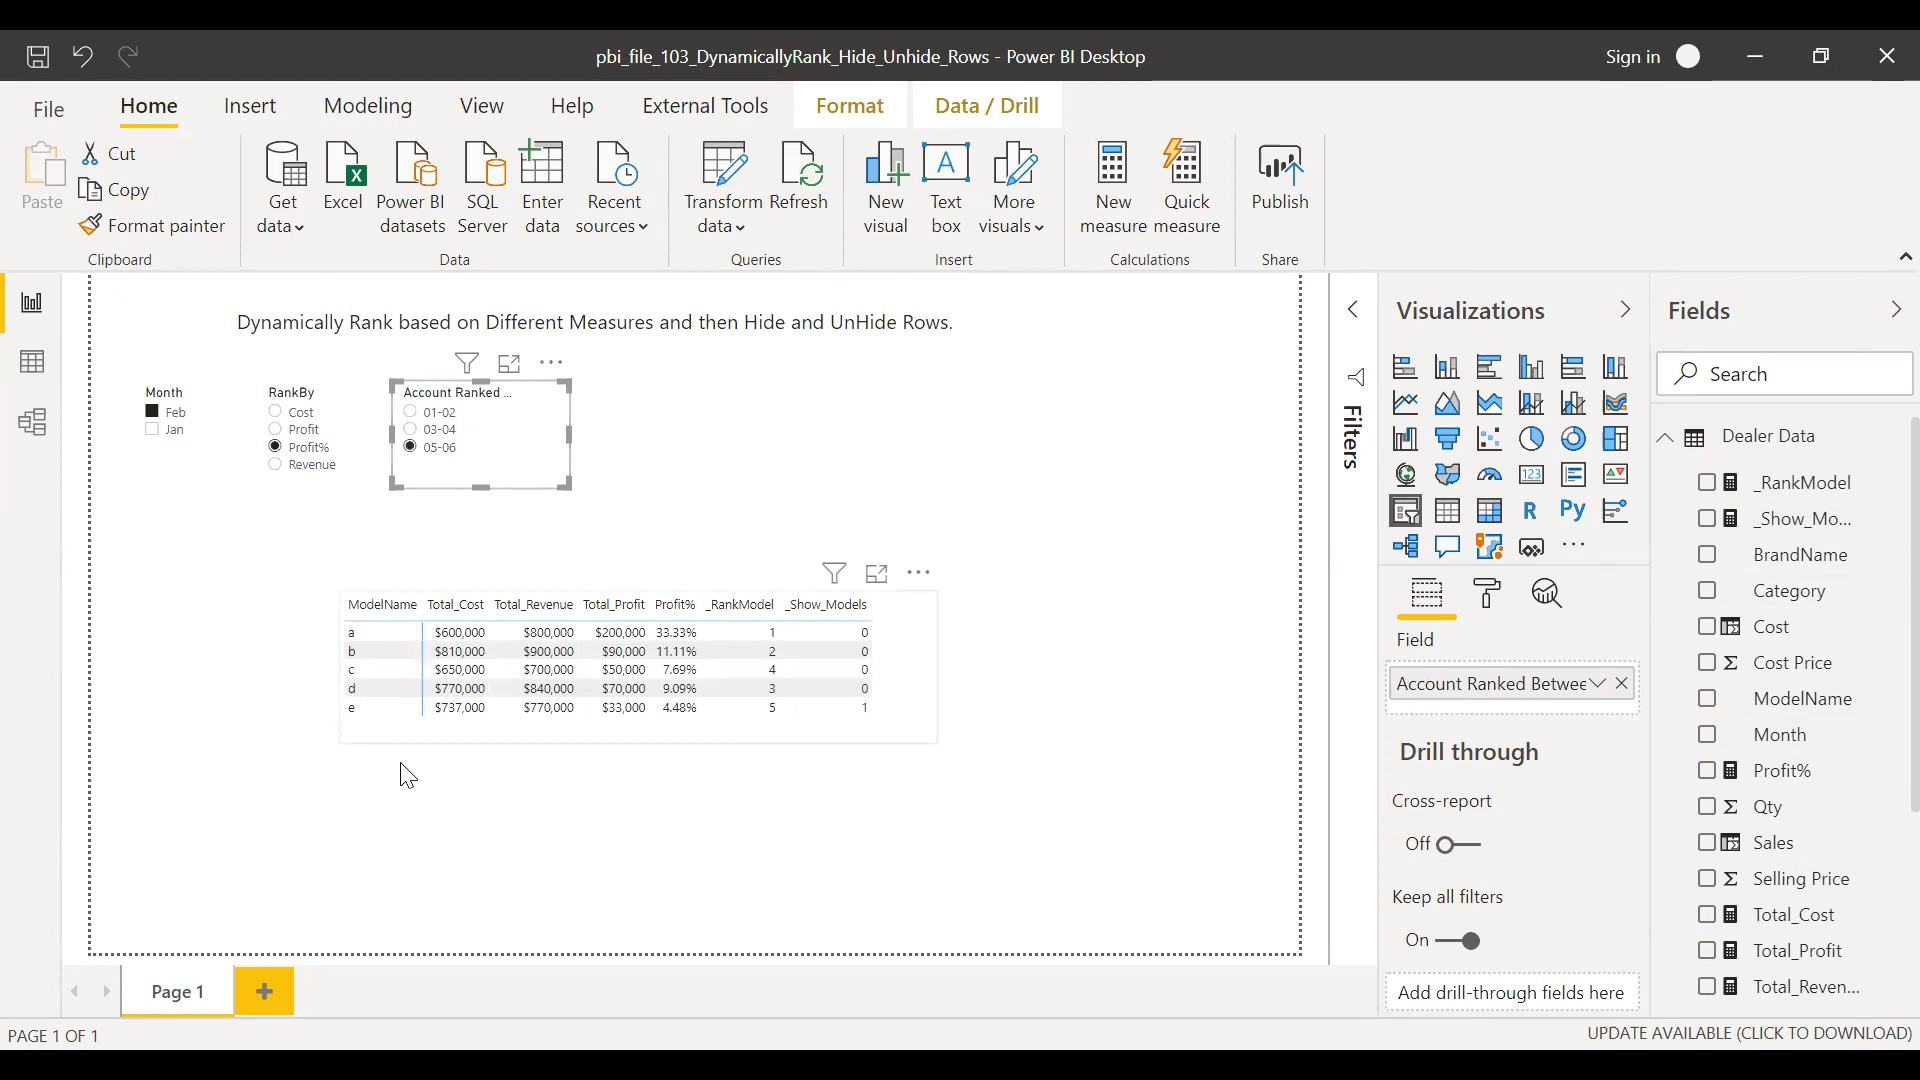 pbi_file_103_DynamicallyRank_Hide_Unhide_Rows - Power BI Desktop
Sign in
File Home Insert Modeling View Help External Tools Format Data / Drill
Paste
Cut
Copy
Format painter
Clipboard
Get data
Excel
Power BI datasets
SQL Server
Enter data
Recent sources
Data
Transform data
Refresh
Queries
New visual
A
Text box
More visuals
Insert
New measure
Quick measure
Calculations
Publish
Share
Dynamically Rank based on Different Measures and then Hide and UnHide Rows.
Month
Feb
Jan
RankBy
Cost
Profit
Profit%
Revenue
Account Ranked ...
01-02
03-04
05-06
ModelName Total_Cost Total_Revenue Total_Profit Profit% _RankModel _Show_Models
a $600,000 $800,000 $200,000 33.33% 1 0
b $810,000 $900,000 $90,000 11.11% 2 0
c $650,000 $700,000 $50,000 7.69% 4 0
d $770,000 $840,000 $70,000 9.09% 3 0
e $737,000 $770,000 $33,000 4.48% 5 1
Filters
Visualizations
123
R
Py
Field
Account Ranked Betwee
Drill through
Cross-report
Off
Keep all filters
On
Add drill-through fields here
Fields
Search
Dealer Data
_RankModel
_Show_Mo...
BrandName
Category
Cost
Cost Price
ModelName
Month
Profit%
Qty
Sales
Selling Price
Total_Cost
Total_Profit
Total_Reven...
Page 1
PAGE 1 OF 1
UPDATE AVAILABLE (CLICK TO DOWNLOAD)